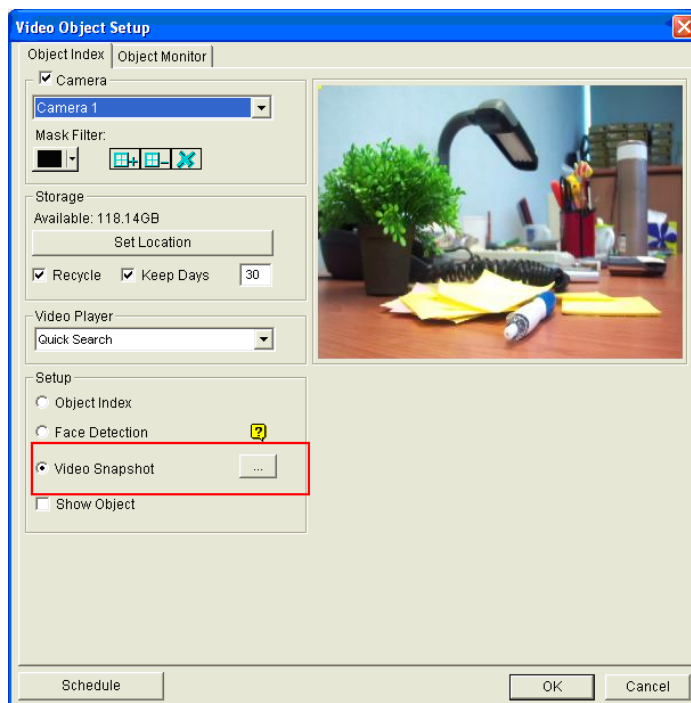 Video Object Setup
Object Index Object Monitor
Camera
Camera 1
Mask Filter:
Storage
Available: 118.14GB
Set Location
Recycle Keep Days 30
Video Player
Quick Search
Setup
Object Index
Face Detection ?
Video Snapshot ...
Show Object
Schedule OK Cancel